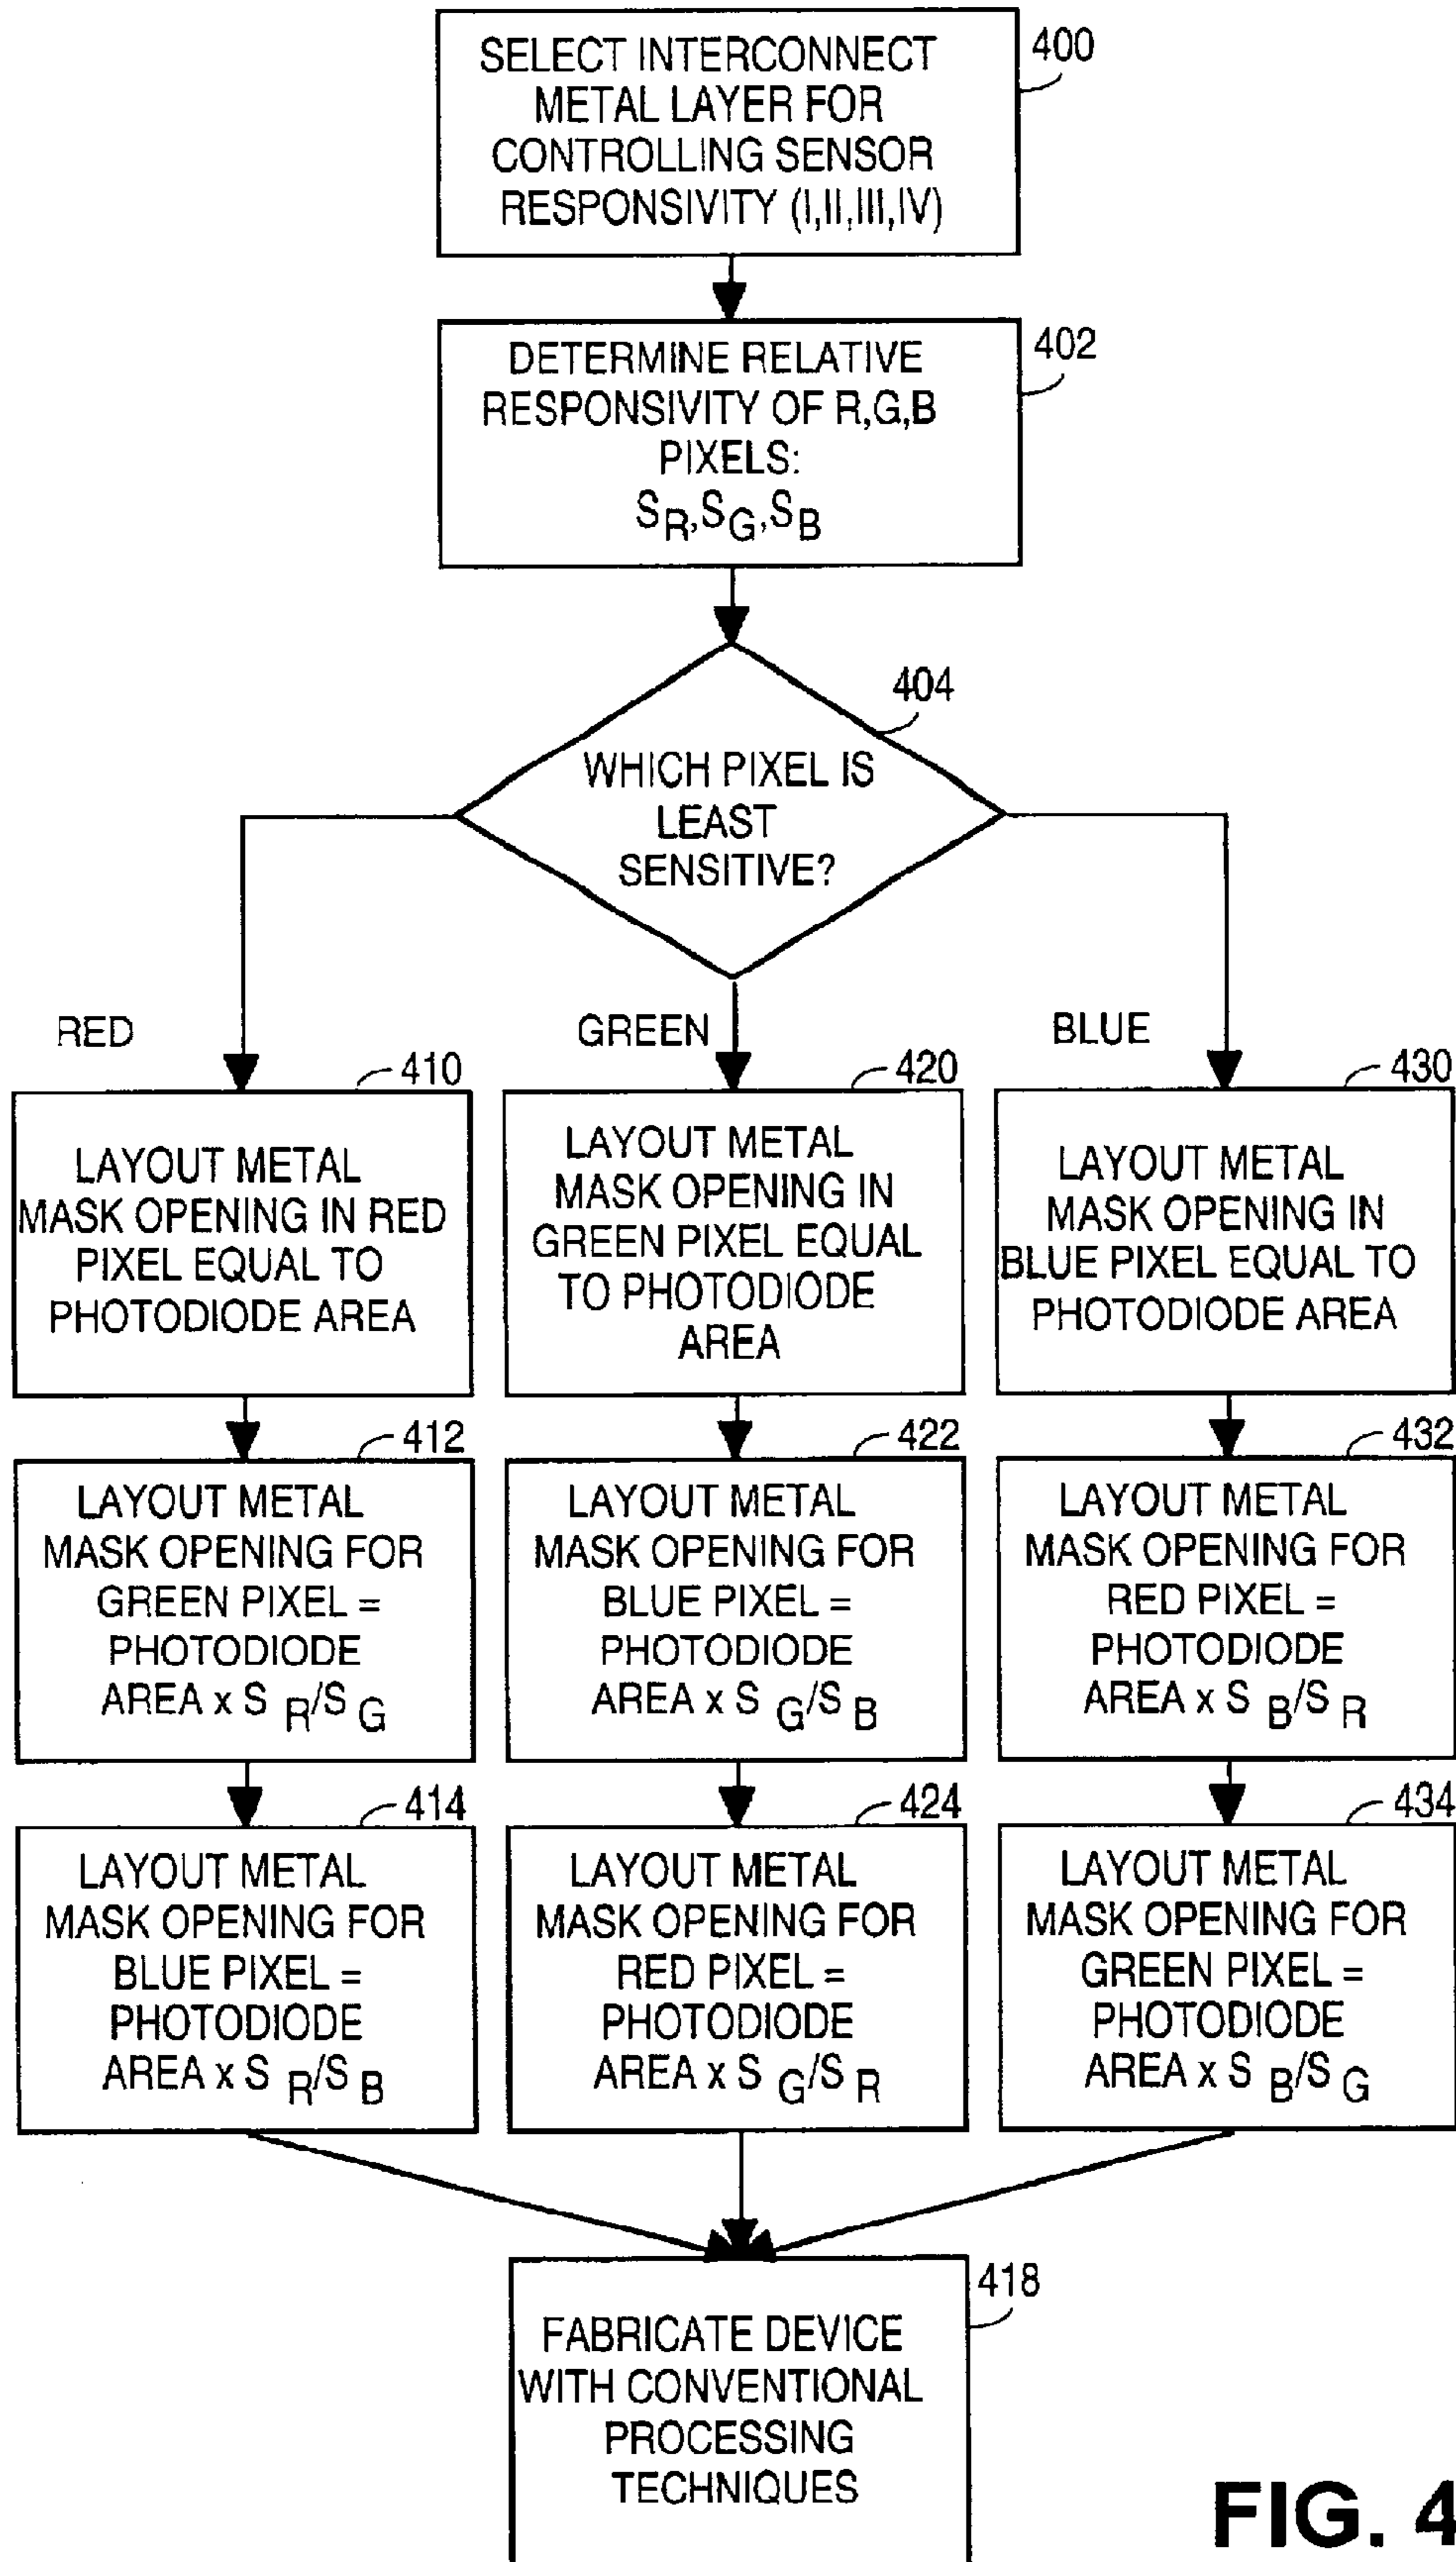 SELECT INTERCONNECT
METAL LAYER FOR
CONTROLLING SENSOR
RESPONSIVITY (I,II,III,IV)
400
DETERMINE RELATIVE
RESPONSIVITY OF R,G,B
PIXELS:
SR,SG,SB
402
404
WHICH PIXEL IS
LEAST
SENSITIVE?
RED
GREEN
BLUE
410
LAYOUT METAL
MASK OPENING IN RED
PIXEL EQUAL TO
PHOTODIODE AREA
420
LAYOUT METAL
MASK OPENING IN
GREEN PIXEL EQUAL
TO PHOTODIODE
AREA
430
LAYOUT METAL
MASK OPENING IN
BLUE PIXEL EQUAL TO
PHOTODIODE AREA
412
LAYOUT METAL
MASK OPENING FOR
GREEN PIXEL =
PHOTODIODE
AREA x S R/S G
422
LAYOUT METAL
MASK OPENING FOR
BLUE PIXEL =
PHOTODIODE
AREA x S G/S B
432
LAYOUT METAL
MASK OPENING FOR
RED PIXEL =
PHOTODIODE
AREA x S B/S R
414
LAYOUT METAL
MASK OPENING FOR
BLUE PIXEL =
PHOTODIODE
AREA x S R/S B
424
LAYOUT METAL
MASK OPENING FOR
RED PIXEL =
PHOTODIODE
AREA x S G/S R
434
LAYOUT METAL
MASK OPENING FOR
GREEN PIXEL =
PHOTODIODE
AREA x S B/S G
418
FABRICATE DEVICE
WITH CONVENTIONAL
PROCESSING
TECHNIQUES
FIG. 4